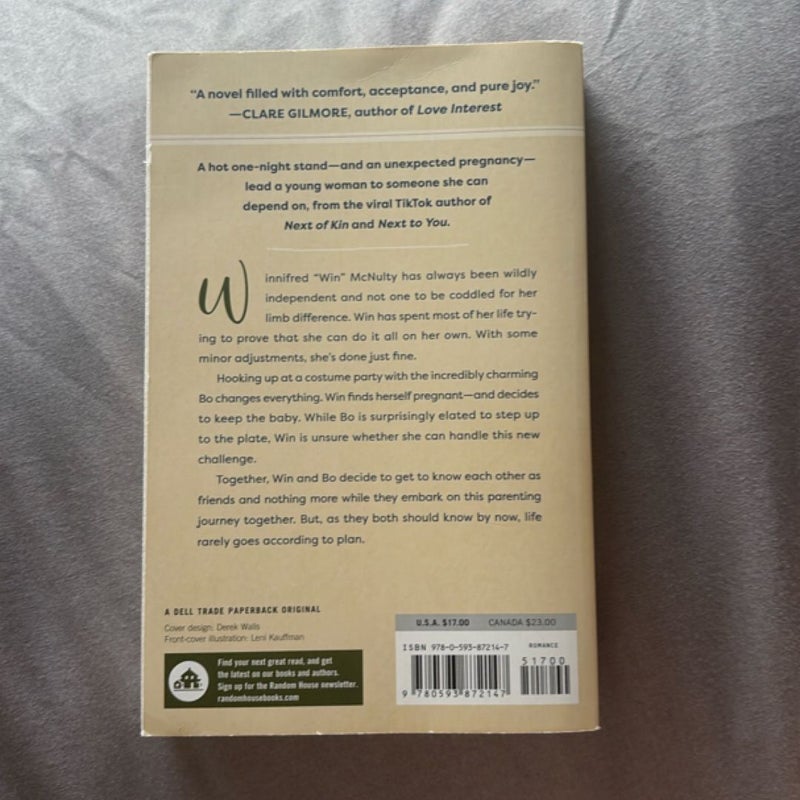 “A novel filled with comfort, acceptance, and pure joy.”
—CLARE GILMORE, author of Love Interest
A hot one-night stand—and an unexpected pregnancy—
lead a young woman to someone she can
depend on, from the viral TikTok author of
Next of Kin and Next to You.
Winnifred “Win” McNulty has always been wildly
independent and not one to be coddled for her
limb difference. Win has spent most of her life try-
ing to prove that she can do it all on her own. With some
minor adjustments, she’s done just fine.
Hooking up at a costume party with the incredibly charming
Bo changes everything. Win finds herself pregnant—and decides
to keep the baby. While Bo is surprisingly elated to step up
to the plate, Win is unsure whether she can handle this new
challenge.
Together, Win and Bo decide to get to know each other as
friends and nothing more while they embark on this parenting
journey together. But, as they both should know by now, life
rarely goes according to plan.
A DELL TRADE PAPERBACK ORIGINAL
Cover design: Derek Walls
Front-cover illustration: Leni Kauffman
Find your next great read, and get
the latest on our books and authors.
Sign up for the Random House newsletter.
randomhousebooks.com
U.S.A. $17.00 CANADA $23.00
ISBN 978-0-593-87214-7
ROMANCE
51700
9 780593 872147